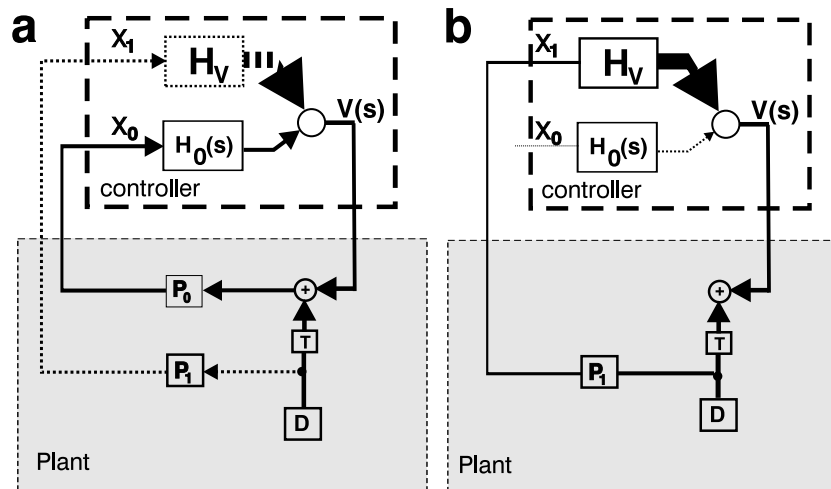 a
X1
HV
V(s)
X0
H0(s)
controller
P0
+
T
P1
D
Plant
b
X1
HV
V(s)
X0
H0(s)
controller
+
T
P1
D
Plant